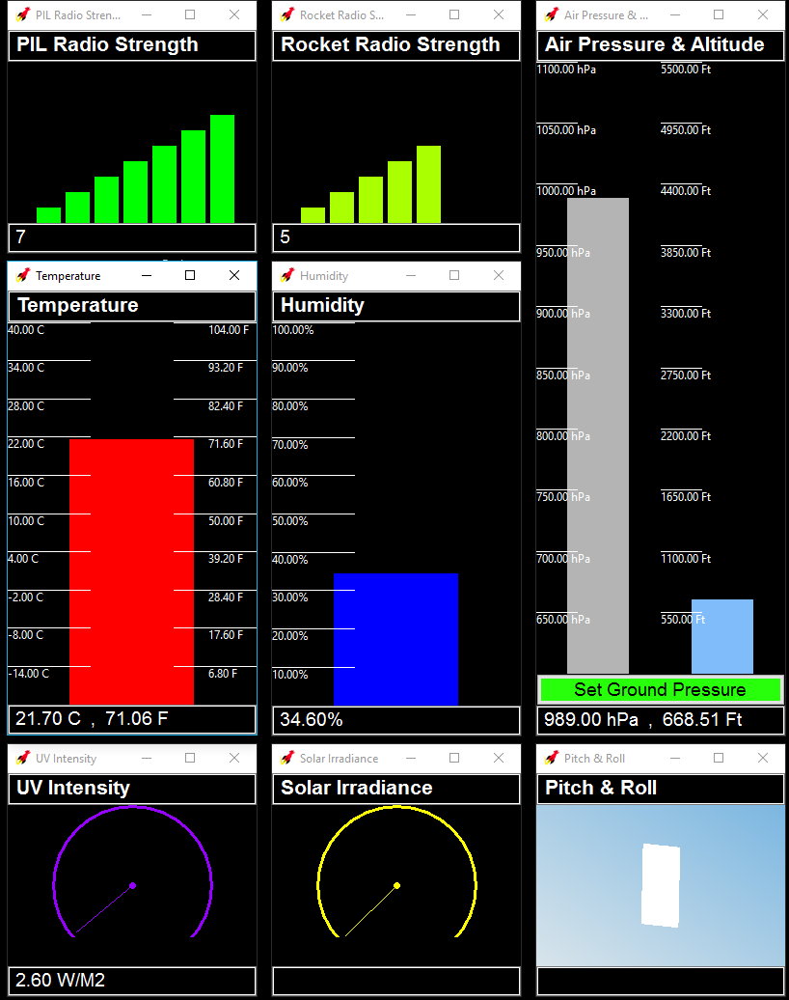 PIL Radio Stren...
PIL Radio Strength
7
Rocket Radio S...
Rocket Radio Strength
5
Air Pressure & ...
Air Pressure & Altitude
1100.00 hPa 5500.00 Ft
1050.00 hPa 4950.00 Ft
1000.00 hPa 4400.00 Ft
950.00 hPa 3850.00 Ft
900.00 hPa 3300.00 Ft
850.00 hPa 2750.00 Ft
800.00 hPa 2200.00 Ft
750.00 hPa 1650.00 Ft
700.00 hPa 1100.00 Ft
650.00 hPa 550.00 Ft
Set Ground Pressure
989.00 hPa , 668.51 Ft
Temperature
Temperature
40.00 C 104.00 F
34.00 C 93.20 F
28.00 C 82.40 F
22.00 C 71.60 F
16.00 C 60.80 F
10.00 C 50.00 F
4.00 C 39.20 F
-2.00 C 28.40 F
-8.00 C 17.60 F
-14.00 C 6.80 F
21.70 C , 71.06 F
Humidity
Humidity
100.00%
90.00%
80.00%
70.00%
60.00%
50.00%
40.00%
30.00%
20.00%
10.00%
34.60%
UV Intensity
UV Intensity
2.60 W/M2
Solar Irradiance
Solar Irradiance
Pitch & Roll
Pitch & Roll